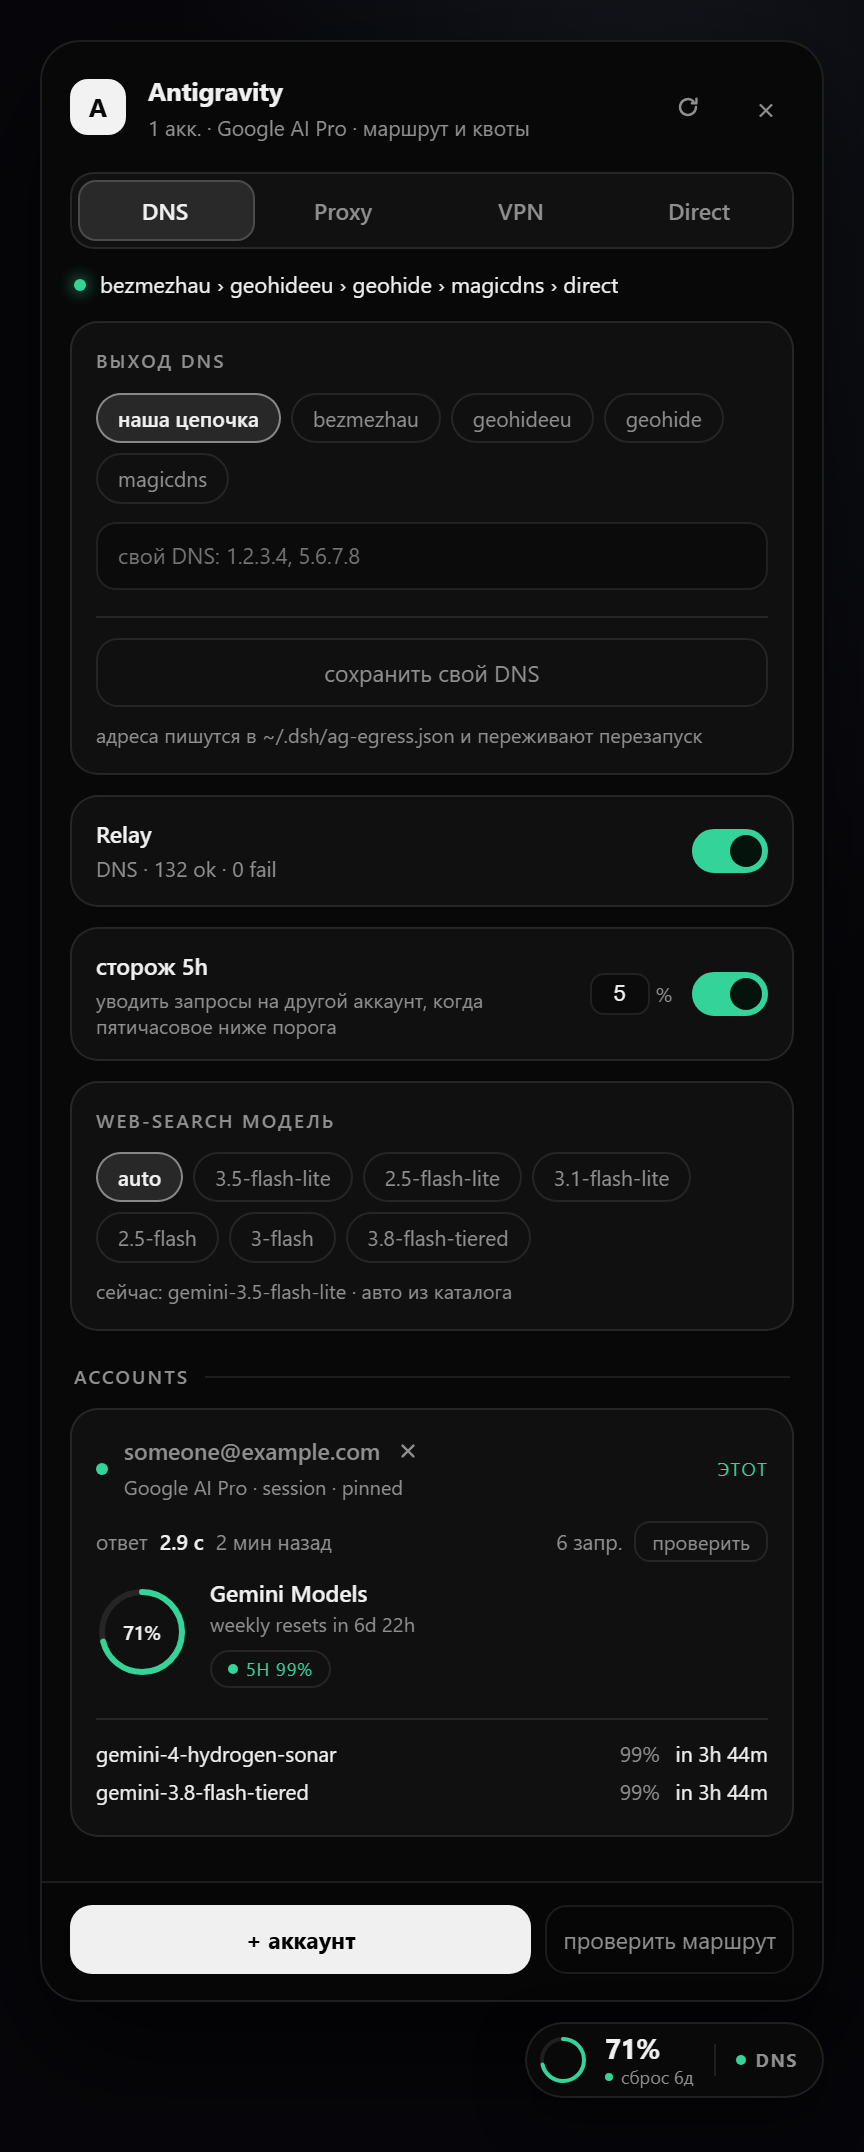 A
Antigravity
1 акк. · Google AI Pro · маршрут и квоты
DNS Proxy VPN Direct
bezmezhau › geohideeu › geohide › magicdns › direct
ВЫХОД DNS
наша цепочка bezmezhau geohideeu geohide
magicdns
свой DNS: 1.2.3.4, 5.6.7.8
сохранить свой DNS
адреса пишутся в ~/.dsh/ag-egress.json и переживают перезапуск
Relay
DNS · 132 ok · 0 fail
сторож 5h
уводить запросы на другой аккаунт, когда
пятичасовое ниже порога
5 %
WEB-SEARCH МОДЕЛЬ
auto 3.5-flash-lite 2.5-flash-lite 3.1-flash-lite
2.5-flash 3-flash 3.8-flash-tiered
сейчас: gemini-3.5-flash-lite · авто из каталога
ACCOUNTS
someone@example.com ✕
Google AI Pro · session · pinned
ЭТОТ
ответ 2.9 с 2 мин назад 6 запр. проверить
71%
Gemini Models
weekly resets in 6d 22h
5H 99%
gemini-4-hydrogen-sonar 99% in 3h 44m
gemini-3.8-flash-tiered 99% in 3h 44m
+ аккаунт проверить маршрут
71%
сброс 6д
DNS